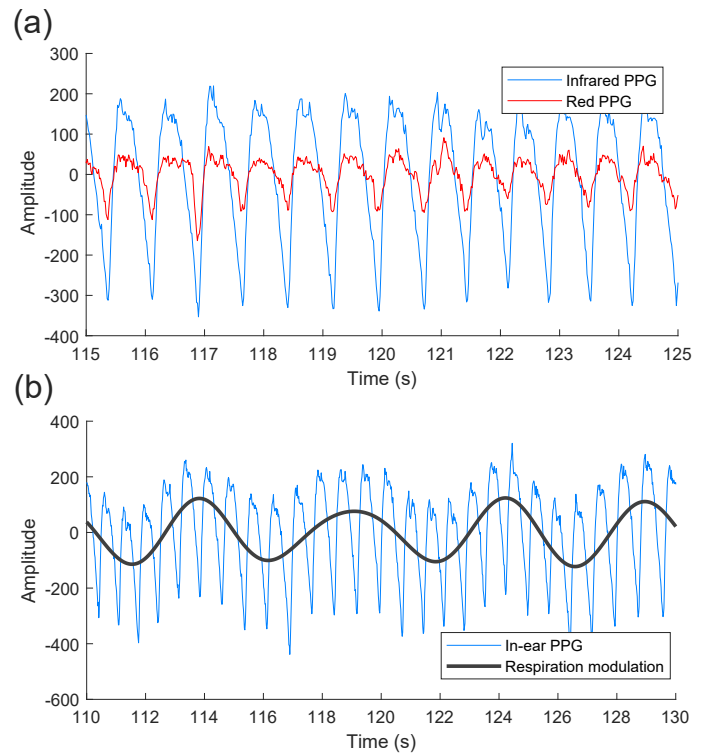 (a)
300
200
100
0
-100
-200
-300
-400
Amplitude
Infrared PPG
Red PPG
115 116 117 118 119 120 121 122 123 124 125
Time (s)
(b)
400
200
0
-200
-400
-600
Amplitude
In-ear PPG
Respiration modulation
110 112 114 116 118 120 122 124 126 128 130
Time (s)